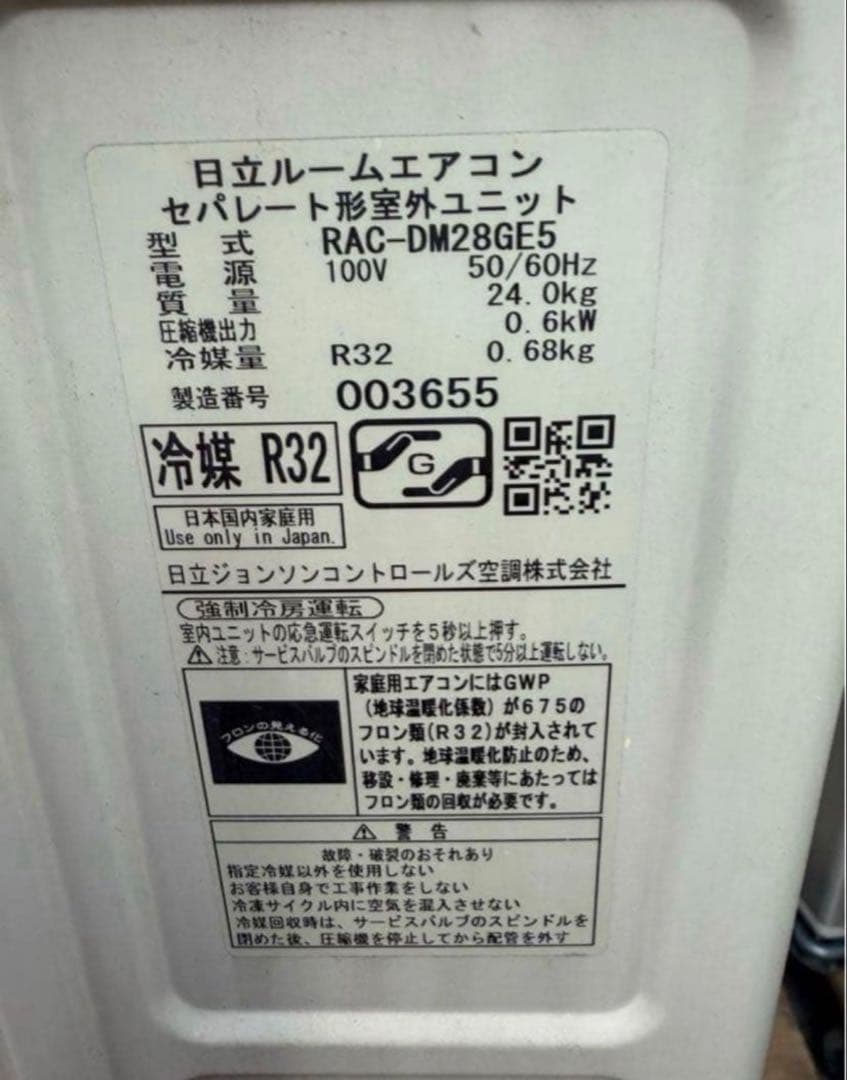 日立ルームエアコン
セパレート形室外ユニット
型 式 RAC-DM28GE5
電 源 100V 50/60Hz
質 量 24.0kg
圧縮機出力 0.6kW
冷媒量 R32 0.68kg
製造番号 003655
冷媒 R32
G
日本国内家庭用
Use only in Japan.
日立ジョンソンコントロールズ空調株式会社
強制冷房運転
室内ユニットの応急運転スイッチを5秒以上押す。
⚠注意:サービスバルブのスピンドルを閉めた状態で5分以上運転しない。
フロンの見える化
家庭用エアコンにはGWP
(地球温暖化係数)が675の
フロン類(R32)が封入されて
います。地球温暖化防止のため、
移設・修理・廃棄等にあたっては
フロン類の回収が必要です。
⚠ 警 告
故障・破裂のおそれあり
指定冷媒以外を使用しない
お客様自身で工事作業をしない
冷凍サイクル内に空気を混入させない
冷媒回収時は、サービスバルブのスピンドルを
閉めた後、圧縮機を停止してから配管を外す